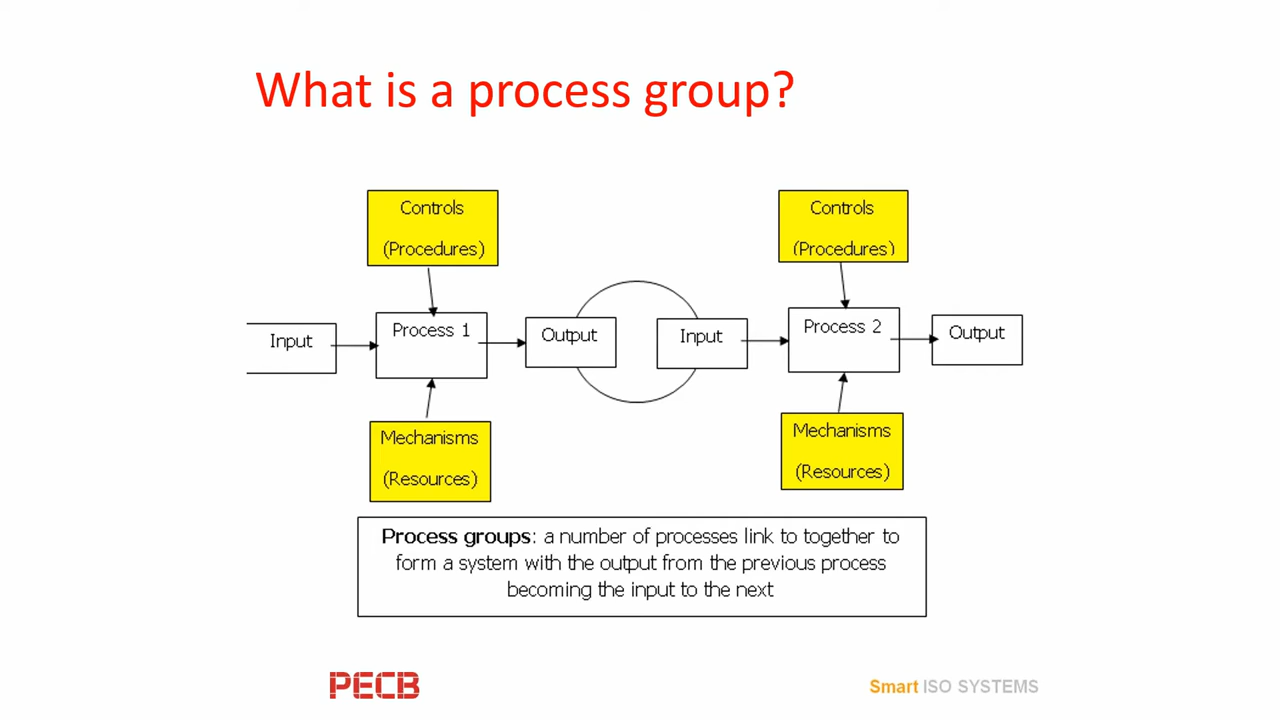 What is a process group?
Controls
(Procedures)
Controls
(Procedures)
Input
Process 1
Output
Input
Process 2
Output
Mechanisms
(Resources)
Mechanisms
(Resources)
Process groups: a number of processes link to together to
form a system with the output from the previous process
becoming the input to the next
PECB
Smart ISO SYSTEMS